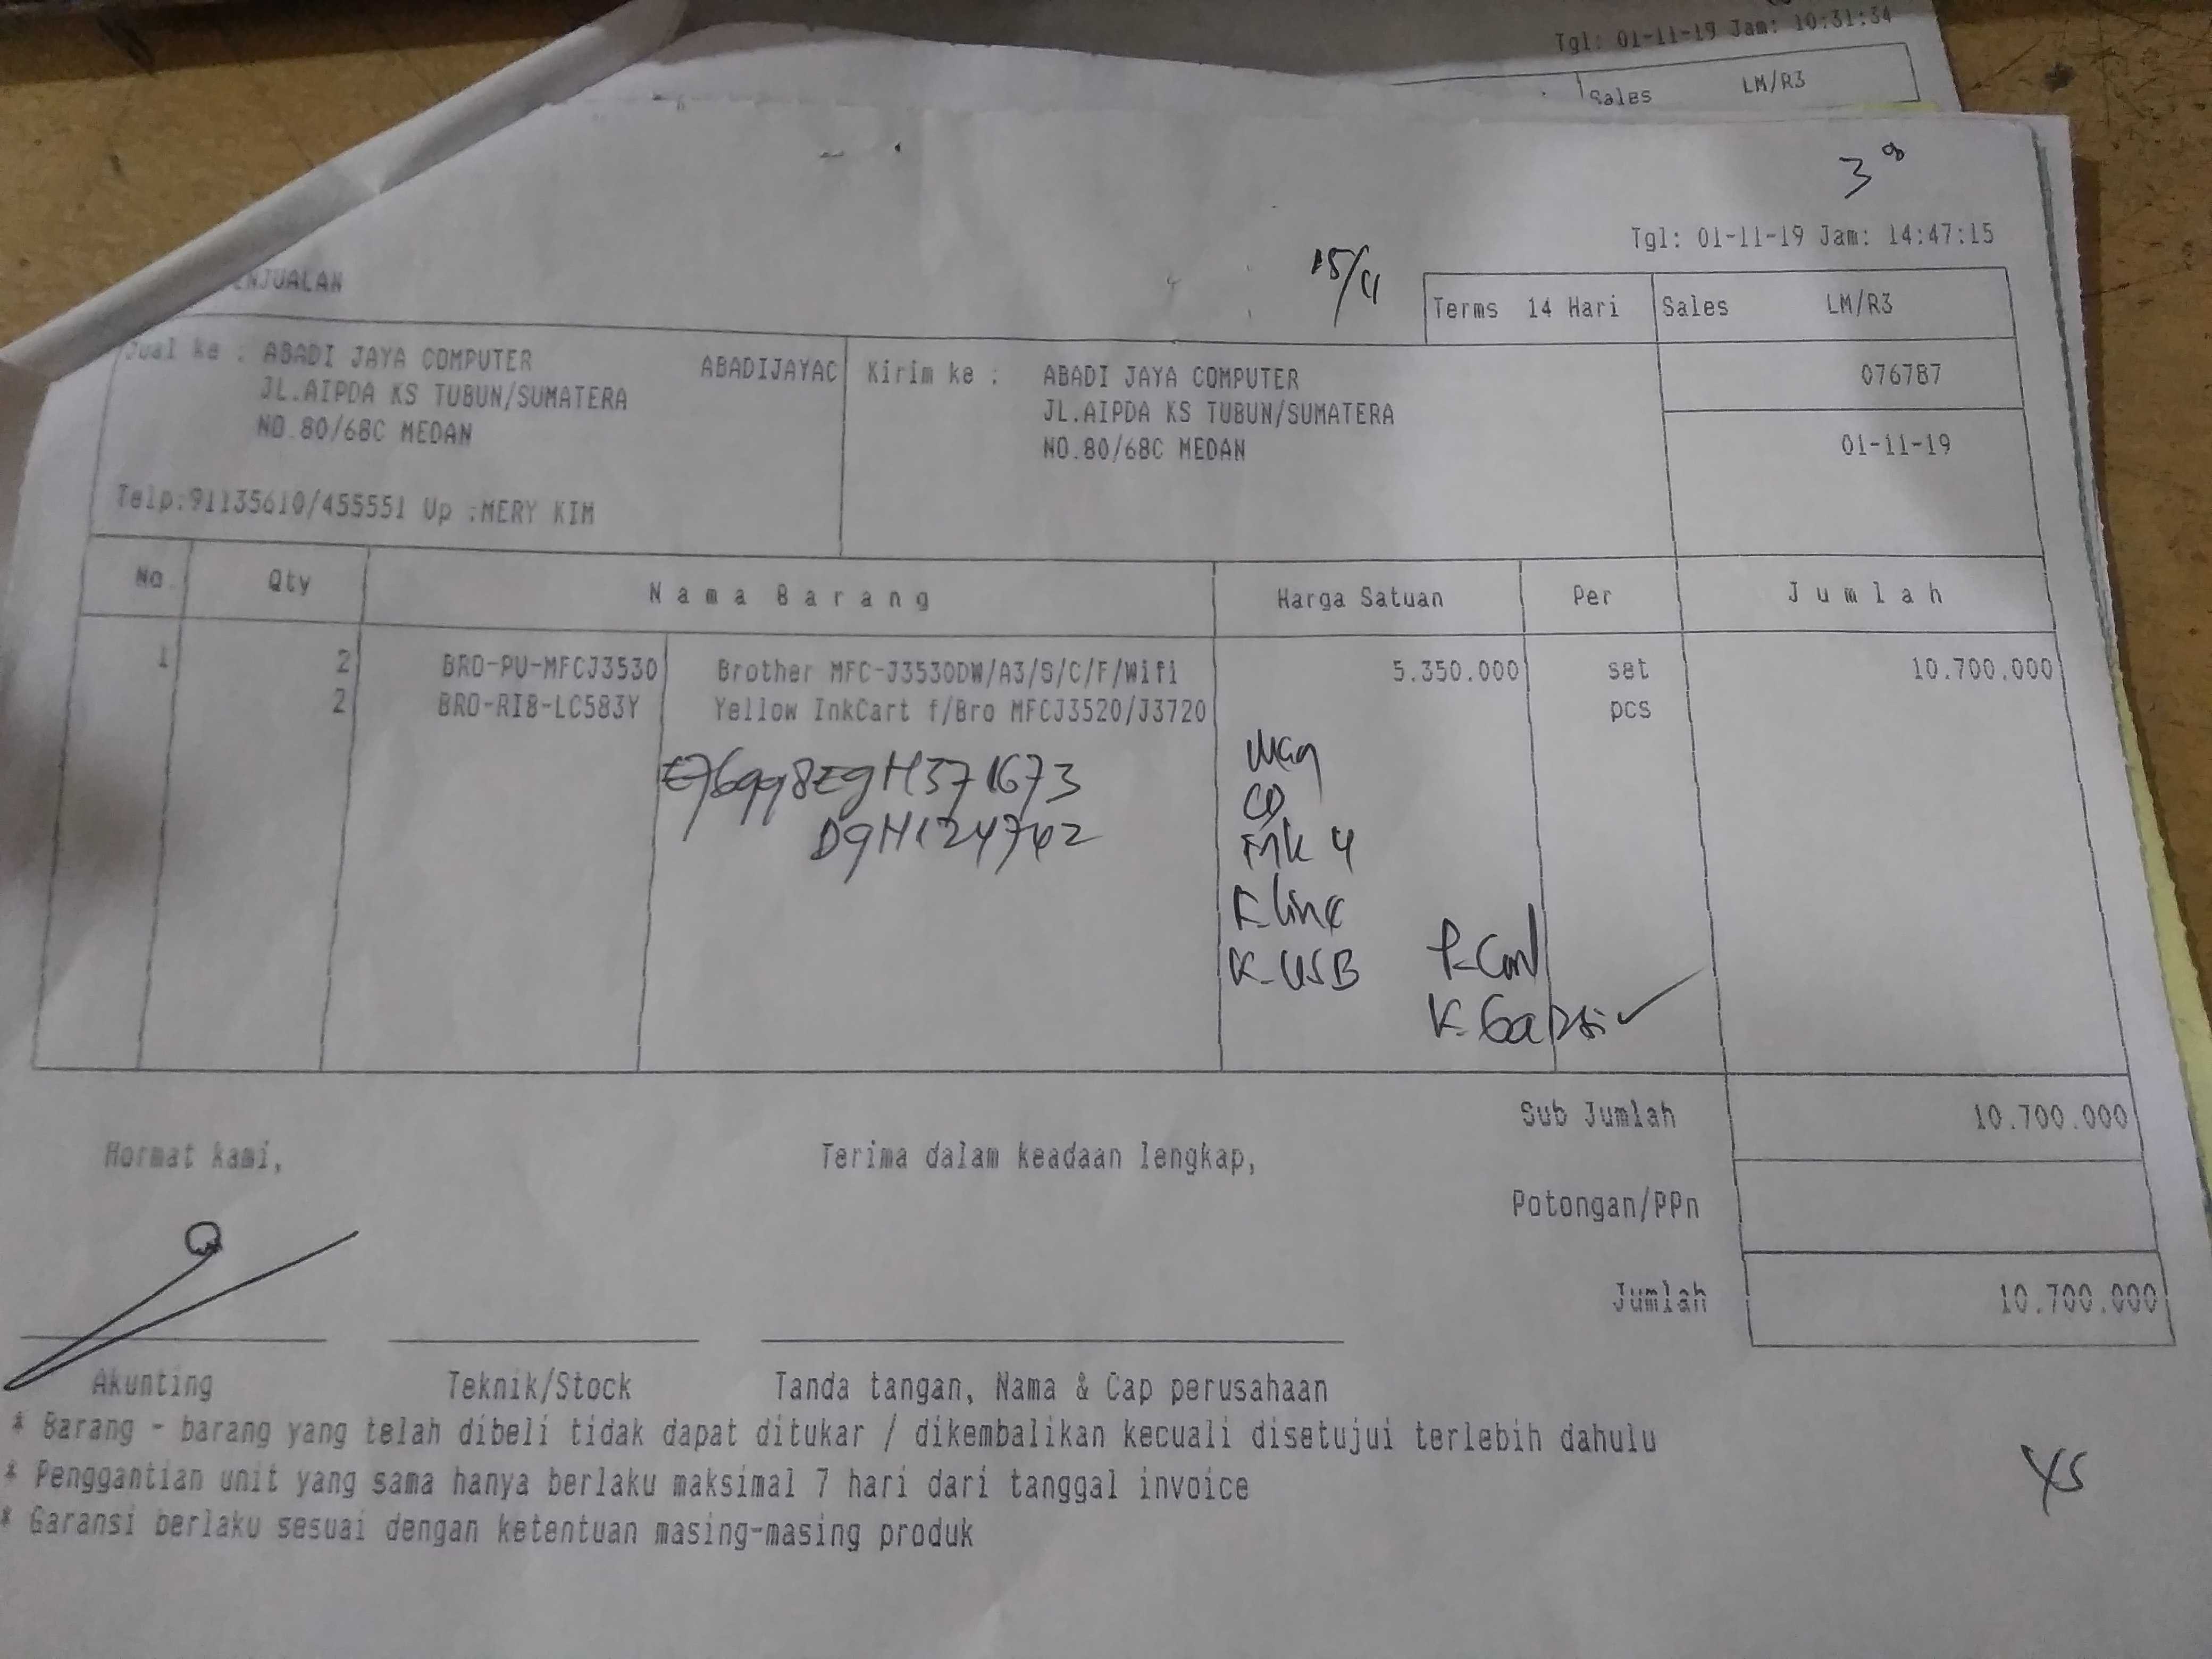 Tgl: 01-11-19 Jam: 10:31:34
Sales LM/R3
Tgl: 01-11-19 Jam: 14:47:15
ENJUALAN
Terms 14 Hari Sales LM/R3
Jual ke : ABADI JAYA COMPUTER ABADIJAYAC Kirim ke : ABADI JAYA COMPUTER 076787
JL.AIPDA KS TUBUN/SUMATERA JL.AIPDA KS TUBUN/SUMATERA
NO.80/68C MEDAN NO.80/68C MEDAN 01-11-19
Telp:91135610/455551 Up :MERY KIM
No. Qty Nama Barang Harga Satuan Per Jumlah
1 2 BRO-PU-MFCJ3530 Brother MFC-J3530DW/A3/S/C/F/Wifi 5.350.000 set 10.700.000
2 BRO-RIB-LC583Y Yellow InkCart f/Bro MFCJ3520/J3720 pcs
CD
ink 4
K-line
K-USB
K-Garansi
Sub Jumlah 10.700.000
Hormat kami, Terima dalam keadaan lengkap,
Potongan/PPn
Jumlah 10.700.000
Akunting Teknik/Stock Tanda tangan, Nama & Cap perusahaan
* Barang - barang yang telah dibeli tidak dapat ditukar / dikembalikan kecuali disetujui terlebih dahulu
* Penggantian unit yang sama hanya berlaku maksimal 7 hari dari tanggal invoice
* Garansi berlaku sesuai dengan ketentuan masing-masing produk